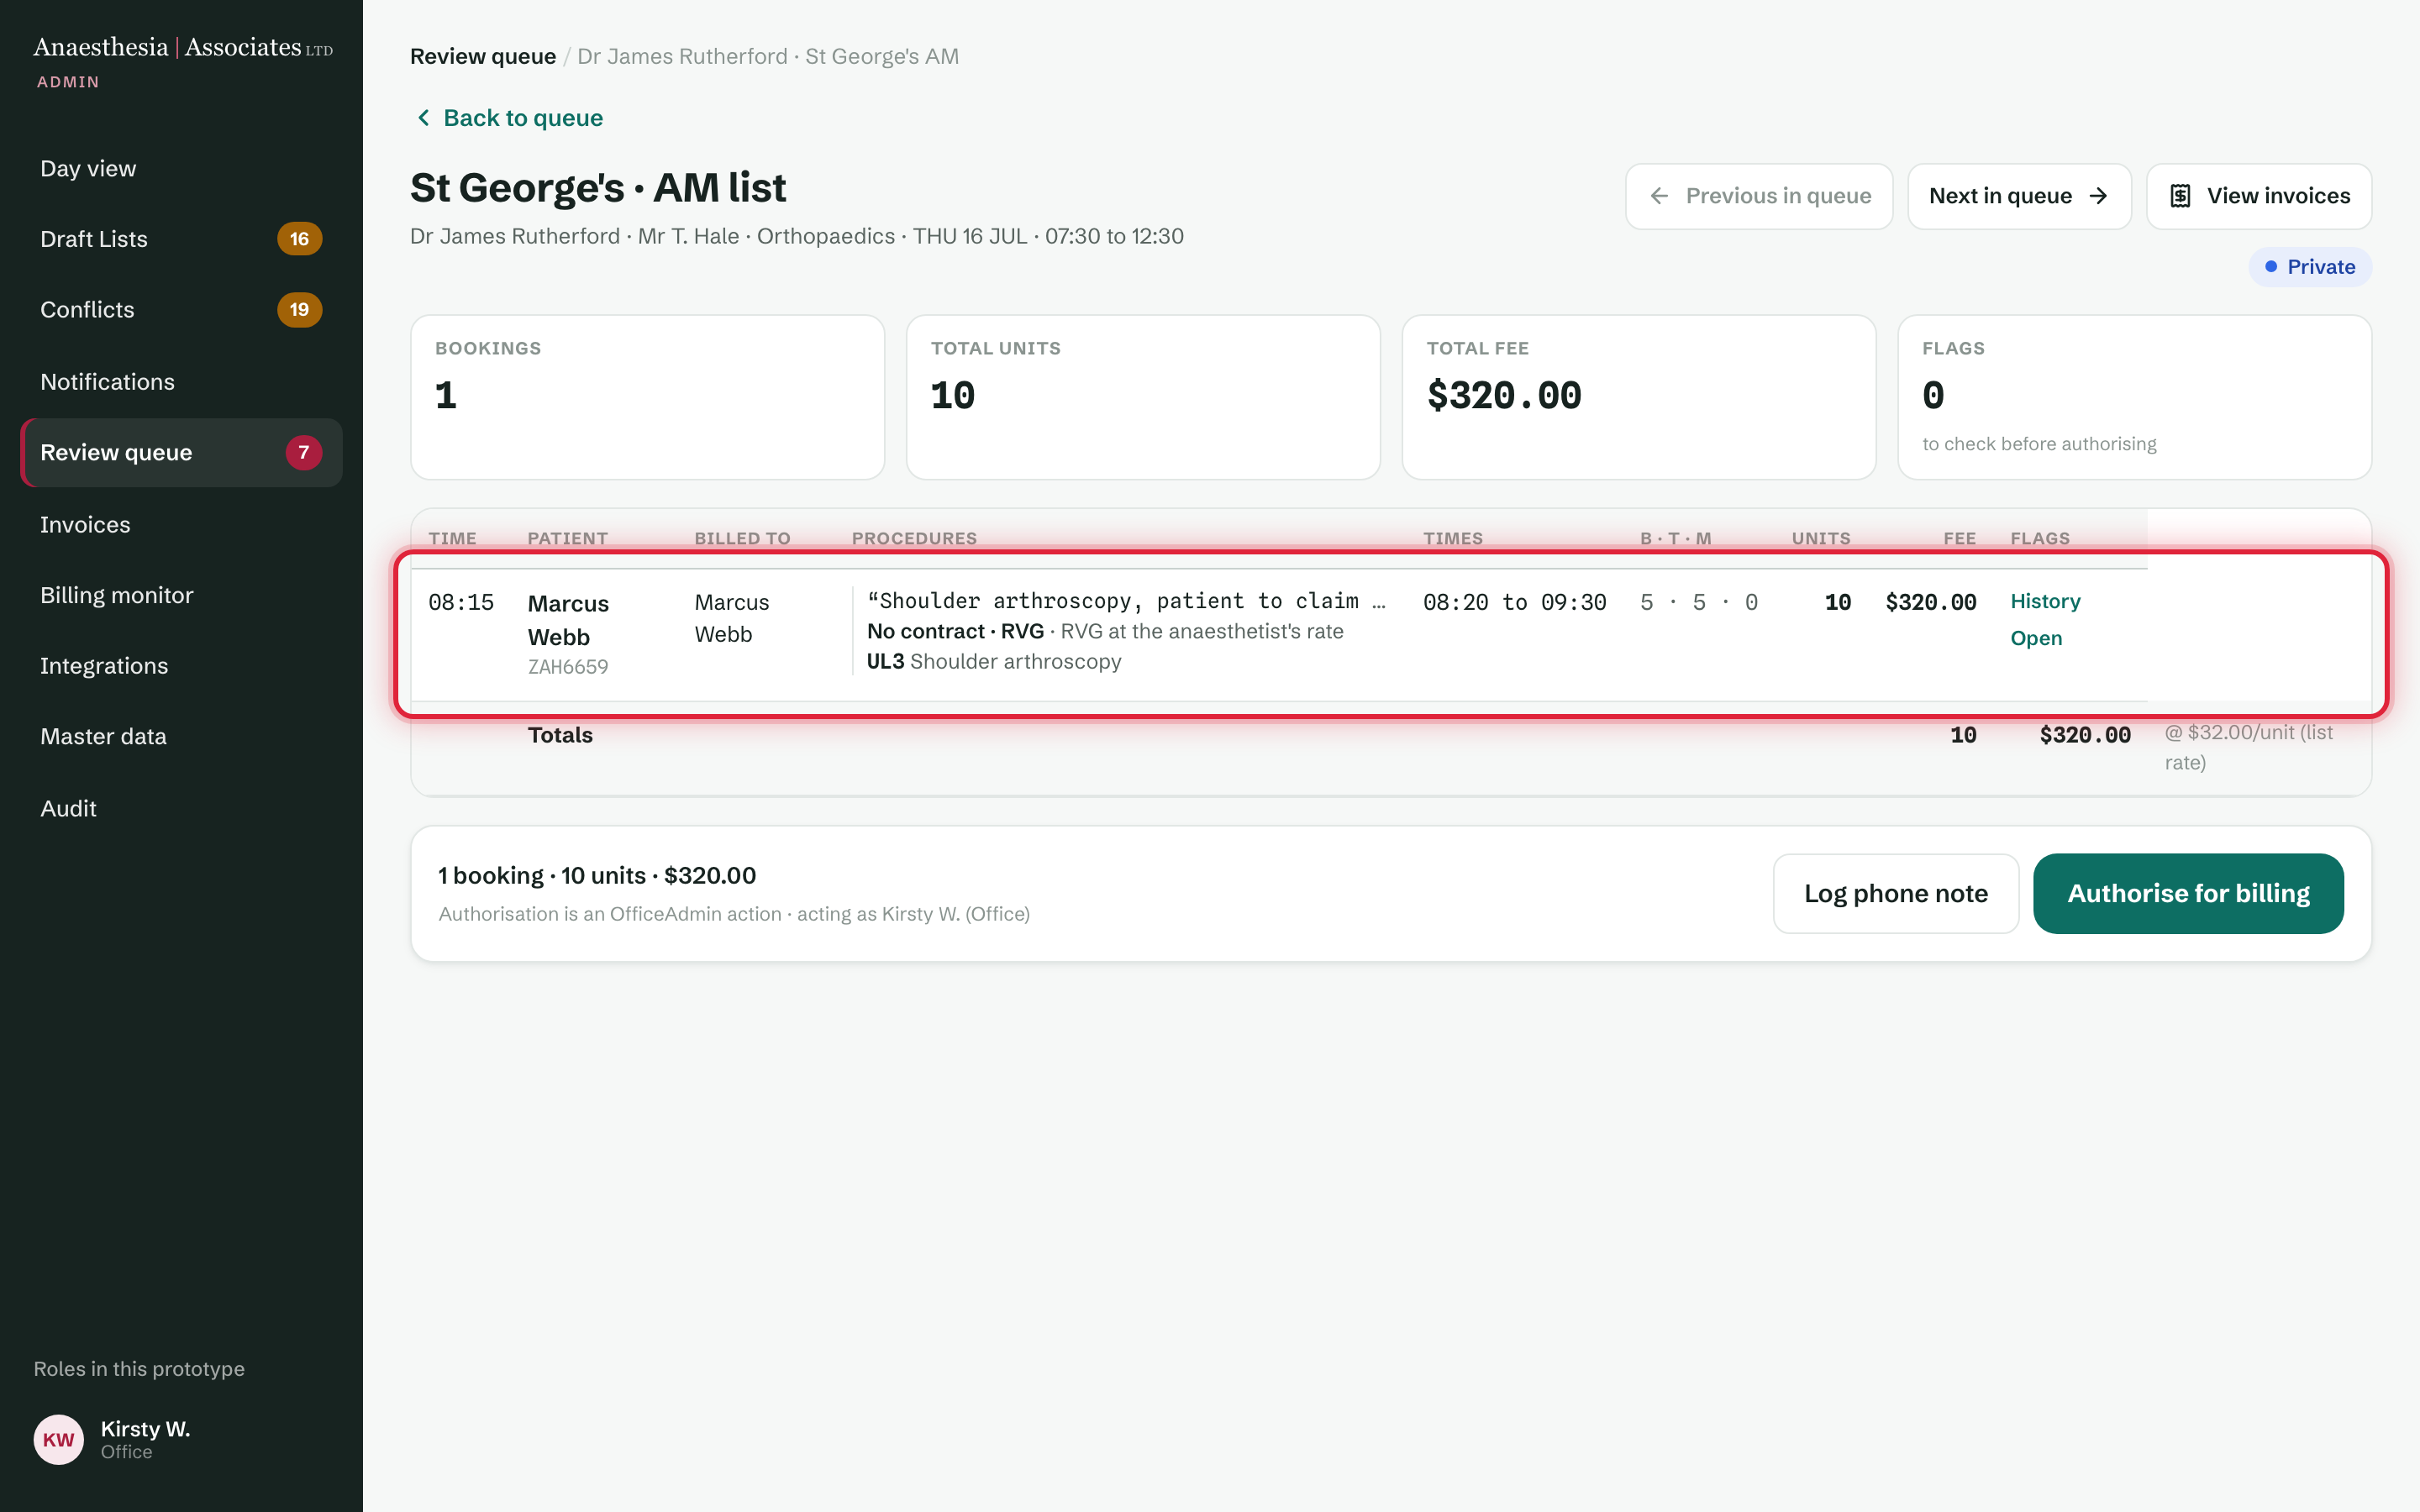 Anaesthesia | Associates LTD
ADMIN
Day view
Draft Lists 16
Conflicts 19
Notifications
Review queue 7
Invoices
Billing monitor
Integrations
Master data
Audit
Roles in this prototype
KW
Kirsty W.
Office
Review queue / Dr James Rutherford · St George's AM
Back to queue
St George's · AM list
Dr James Rutherford · Mr T. Hale · Orthopaedics · THU 16 JUL · 07:30 to 12:30
Previous in queue
Next in queue
View invoices
Private
BOOKINGS
1
TOTAL UNITS
10
TOTAL FEE
$320.00
FLAGS
0
to check before authorising
TIME PATIENT BILLED TO PROCEDURES TIMES B · T · M UNITS FEE FLAGS
08:15
Marcus
Webb
ZAH6659
Marcus
Webb
“Shoulder arthroscopy, patient to claim …
No contract · RVG · RVG at the anaesthetist's rate
UL3 Shoulder arthroscopy
08:20 to 09:30
5 · 5 · 0
10
$320.00
History
Open
Totals 10 $320.00 @ $32.00/unit (list
rate)
1 booking · 10 units · $320.00
Authorisation is an OfficeAdmin action · acting as Kirsty W. (Office)
Log phone note
Authorise for billing